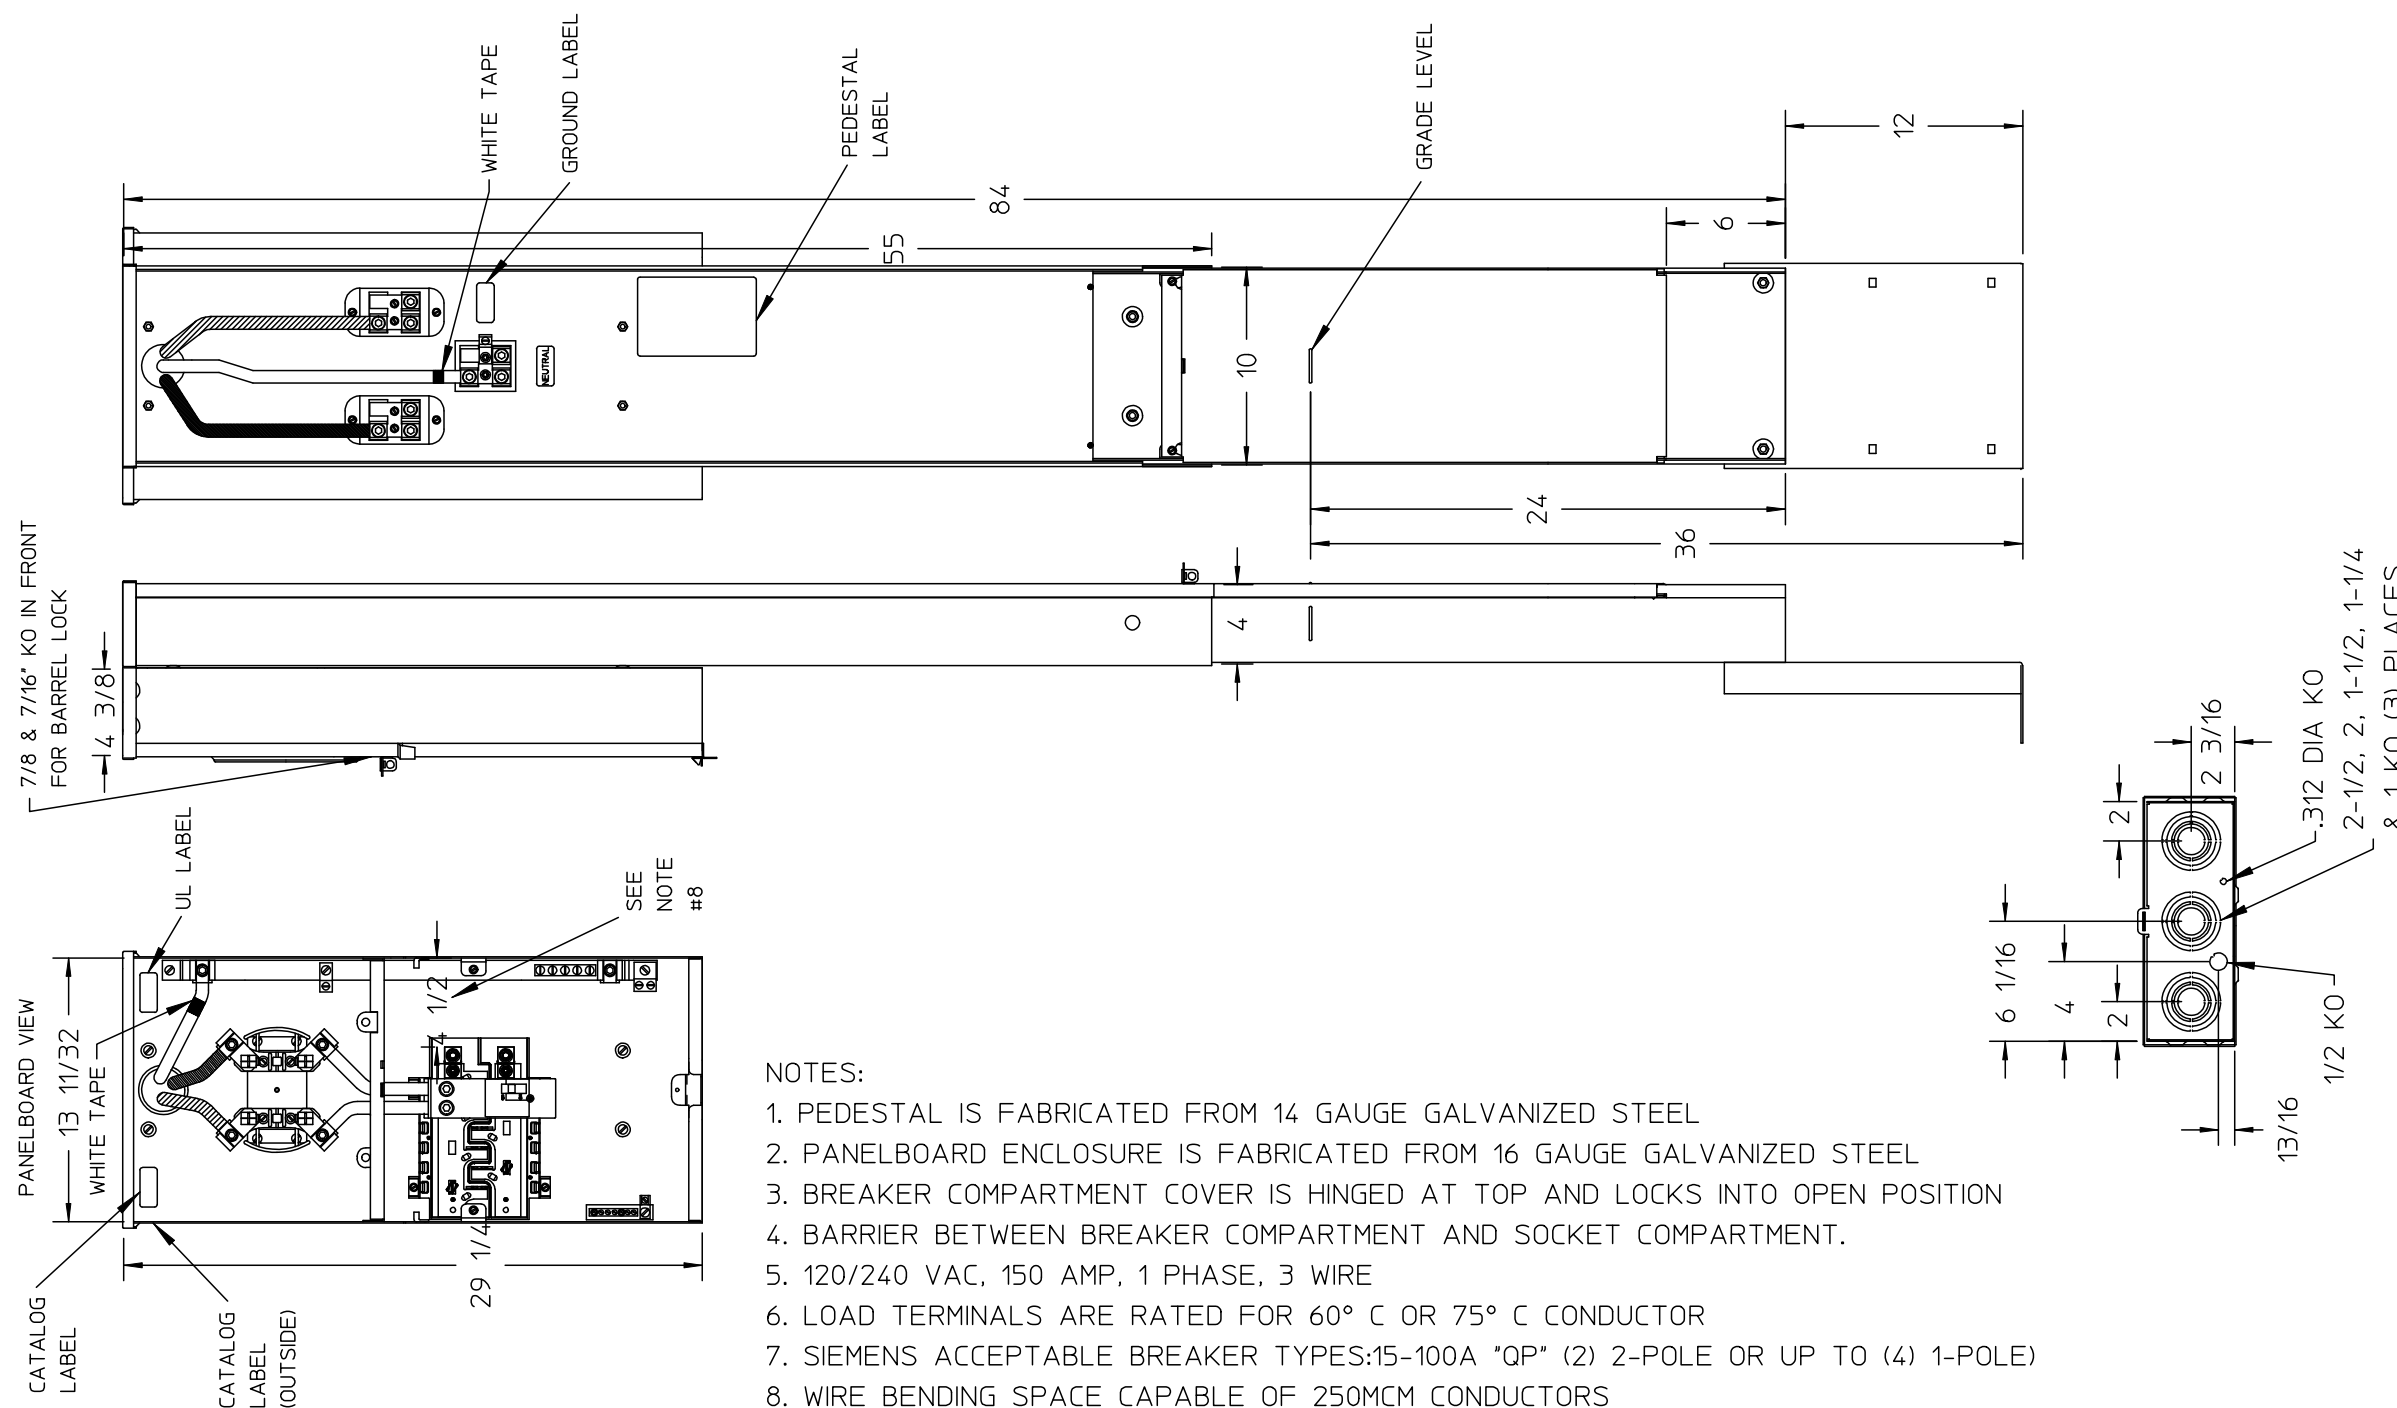 7/8 & 7/16" KO IN FRONT
FOR BARREL LOCK
WHITE TAPE
GROUND LABEL
PEDESTAL
LABEL
GRADE LEVEL
84
55
6
12
10
NEUTRAL
24
36
4 3/8
4
UL LABEL
SEE
NOTE
#8
PANELBOARD VIEW
13 11/32
WHITE TAPE
4 1/2
29 1/4
CATALOG
LABEL
CATALOG
LABEL
(OUTSIDE)
2 3/16
2
6 1/16
4
2
13/16
1/2 KO
.312 DIA KO
2-1/2, 2, 1-1/2, 1-1/4
& 1 KO (3) PLACES
NOTES:
1. PEDESTAL IS FABRICATED FROM 14 GAUGE GALVANIZED STEEL
2. PANELBOARD ENCLOSURE IS FABRICATED FROM 16 GAUGE GALVANIZED STEEL
3. BREAKER COMPARTMENT COVER IS HINGED AT TOP AND LOCKS INTO OPEN POSITION
4. BARRIER BETWEEN BREAKER COMPARTMENT AND SOCKET COMPARTMENT.
5. 120/240 VAC, 150 AMP, 1 PHASE, 3 WIRE
6. LOAD TERMINALS ARE RATED FOR 60° C OR 75° C CONDUCTOR
7. SIEMENS ACCEPTABLE BREAKER TYPES:15-100A "QP" (2) 2-POLE OR UP TO (4) 1-POLE)
8. WIRE BENDING SPACE CAPABLE OF 250MCM CONDUCTORS